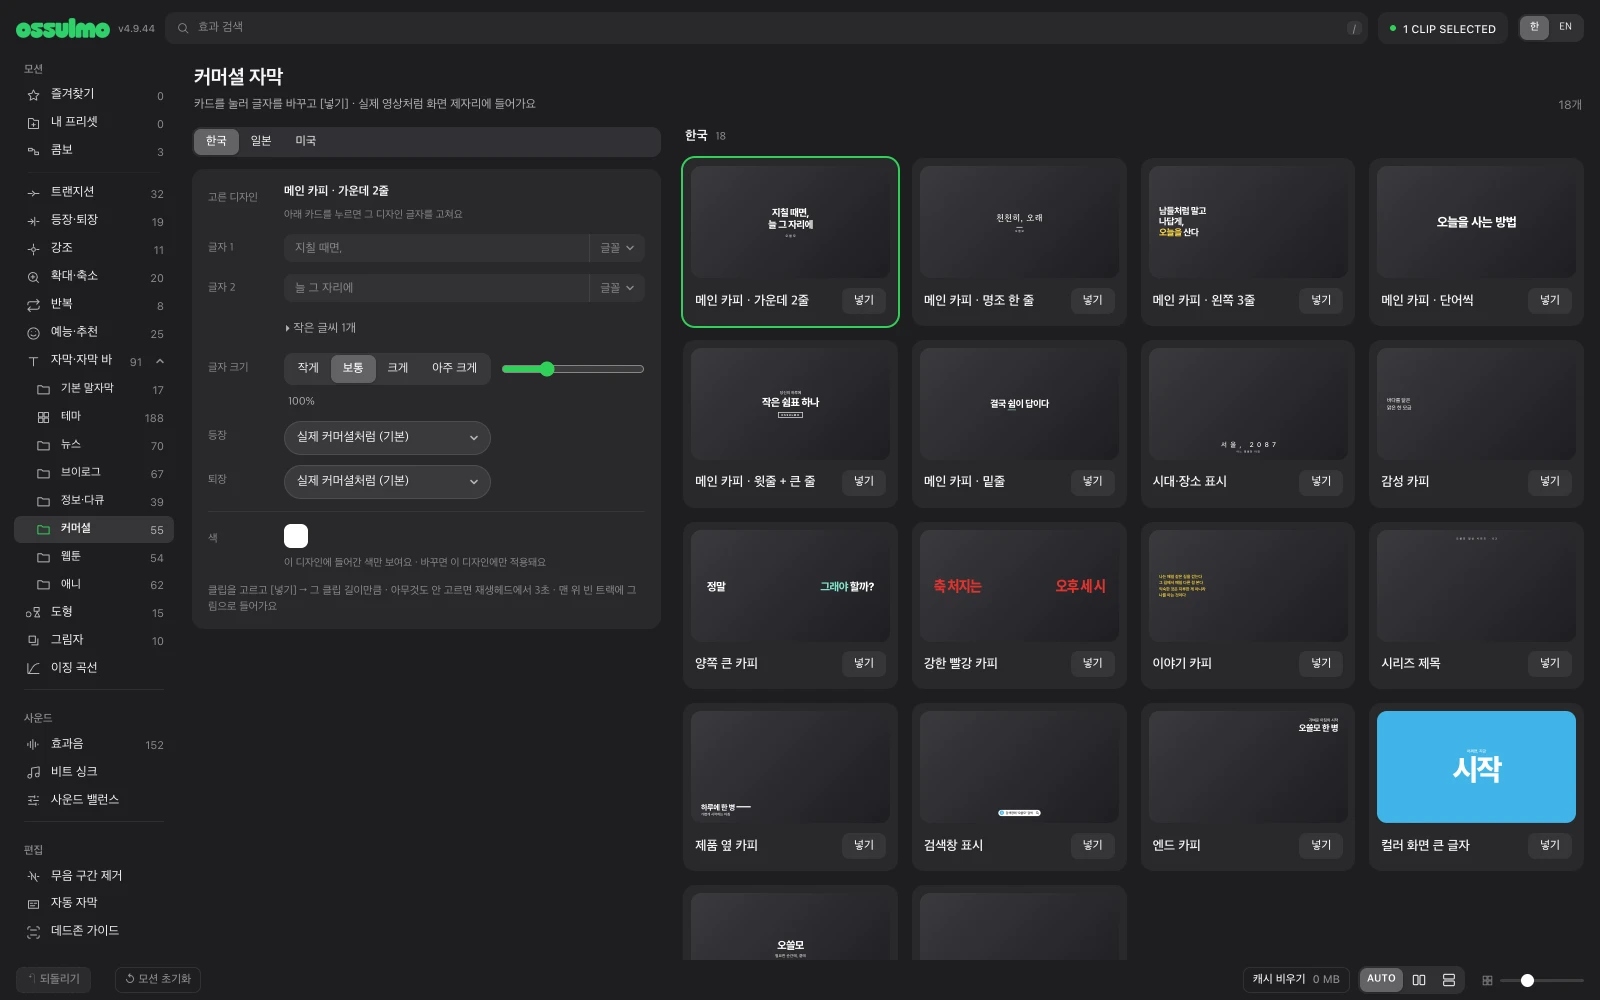 ossulmo v4.9.44
효과 검색
/
1 CLIP SELECTED
한 EN
모션
즐겨찾기 0
내 프리셋 0
콤보 3
트랜지션 32
등장·퇴장 19
강조 11
확대·축소 20
반복 8
예능·추천 25
자막·자막 바 91
기본 말자막 17
테마 188
뉴스 70
브이로그 67
정보·다큐 39
커머셜 55
웹툰 54
애니 62
도형 15
그림자 10
이징 곡선
사운드
효과음 152
비트 싱크
사운드 밸런스
편집
무음 구간 제거
자동 자막
데드존 가이드
되돌리기
모션 초기화
커머셜 자막
카드를 눌러 글자를 바꾸고 [넣기] · 실제 영상처럼 화면 제자리에 들어가요
18개
한국 일본 미국
고른 디자인
메인 카피 · 가운데 2줄
아래 카드를 누르면 그 디자인 글자를 고쳐요
글자 1 지칠 때면, 글꼴
글자 2 늘 그 자리에 글꼴
작은 글씨 1개
글자 크기 작게 보통 크게 아주 크게
100%
등장 실제 커머셜처럼 (기본)
퇴장 실제 커머셜처럼 (기본)
색
이 디자인에 들어간 색만 보여요 · 바꾸면 이 디자인에만 적용돼요
클립을 고르고 [넣기] → 그 클립 길이만큼 · 아무것도 안 고르면 재생헤드에서 3초 · 맨 위 빈 트랙에 그
림으로 들어가요
한국 18
지칠 때면,
늘 그 자리에
메인 카피 · 가운데 2줄 넣기
천천히, 오래
메인 카피 · 명조 한 줄 넣기
남들처럼 말고
나답게,
오늘을 산다
메인 카피 · 왼쪽 3줄 넣기
오늘을 사는 방법
메인 카피 · 단어씩 넣기
작은 쉼표 하나
메인 카피 · 윗줄 + 큰 줄 넣기
결국 쉼이 답이다
메인 카피 · 밑줄 넣기
서울, 2087
시대·장소 표시 넣기
감성 카피 넣기
정말 그래야 할까?
양쪽 큰 카피 넣기
축 처지는 오후 세 시
강한 빨강 카피 넣기
이야기 카피 넣기
시리즈 제목 넣기
하루에 한 병
제품 옆 카피 넣기
검색창 표시 넣기
오쏠모 한 병
엔드 카피 넣기
시작
컬러 화면 큰 글자 넣기
오쏠모
캐시 비우기 0 MB
AUTO